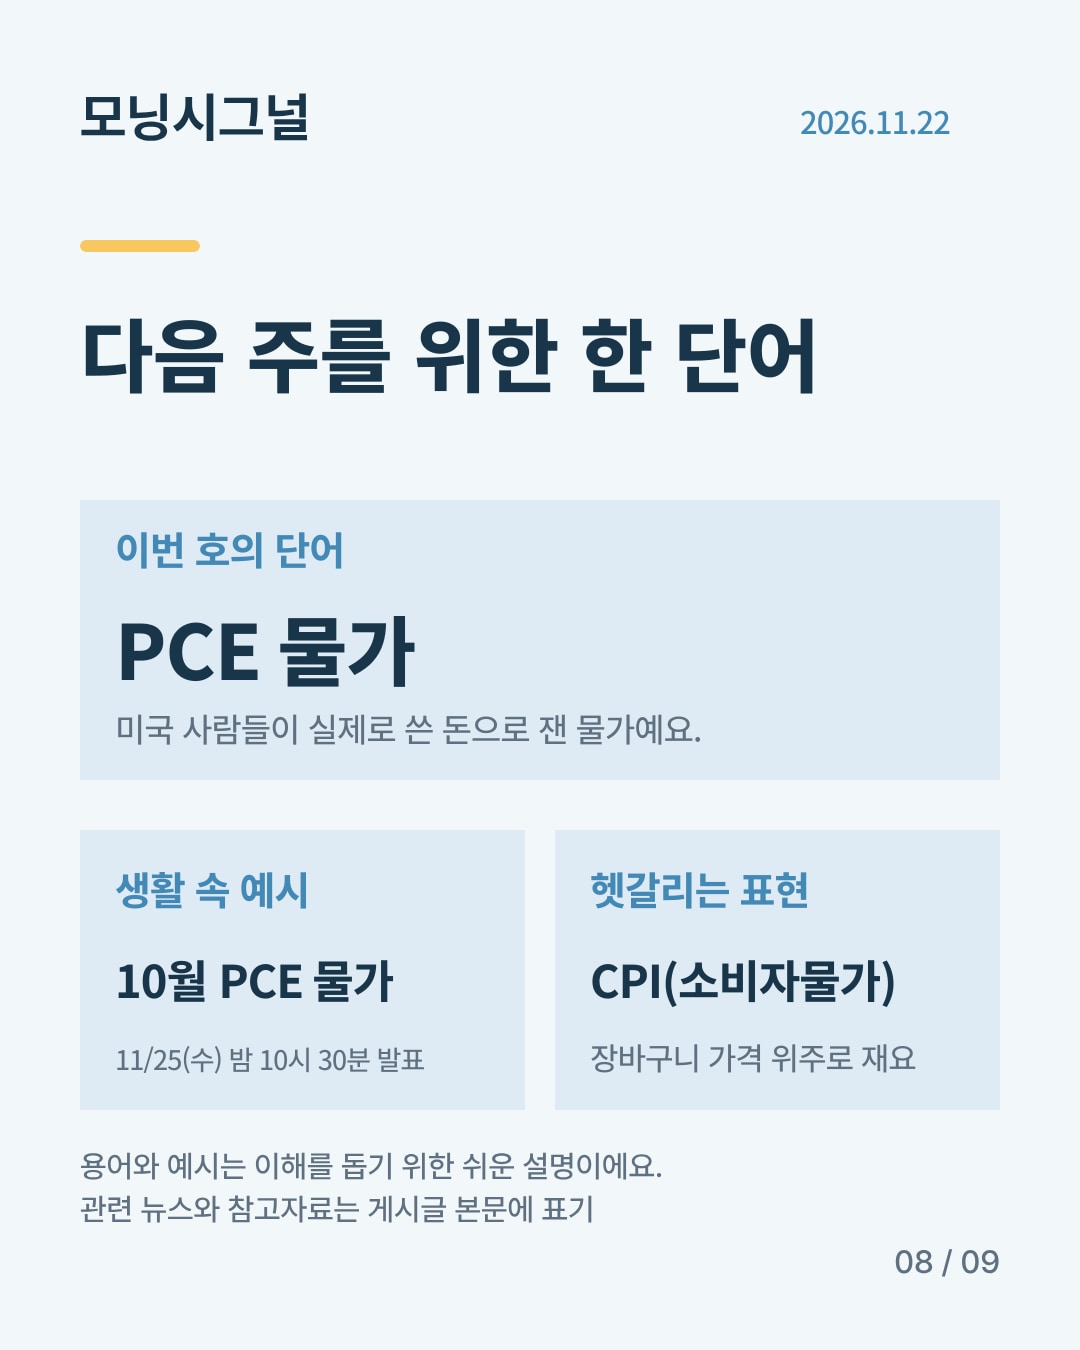 모닝시그널
2026.11.22
다음 주를 위한 한 단어
이번 호의 단어
PCE 물가
미국 사람들이 실제로 쓴 돈으로 잰 물가예요.
생활 속 예시
10월 PCE 물가
11/25(수) 밤 10시 30분 발표
헷갈리는 표현
CPI(소비자물가)
장바구니 가격 위주로 재요
용어와 예시는 이해를 돕기 위한 쉬운 설명이에요.
관련 뉴스와 참고자료는 게시글 본문에 표기
08 / 09